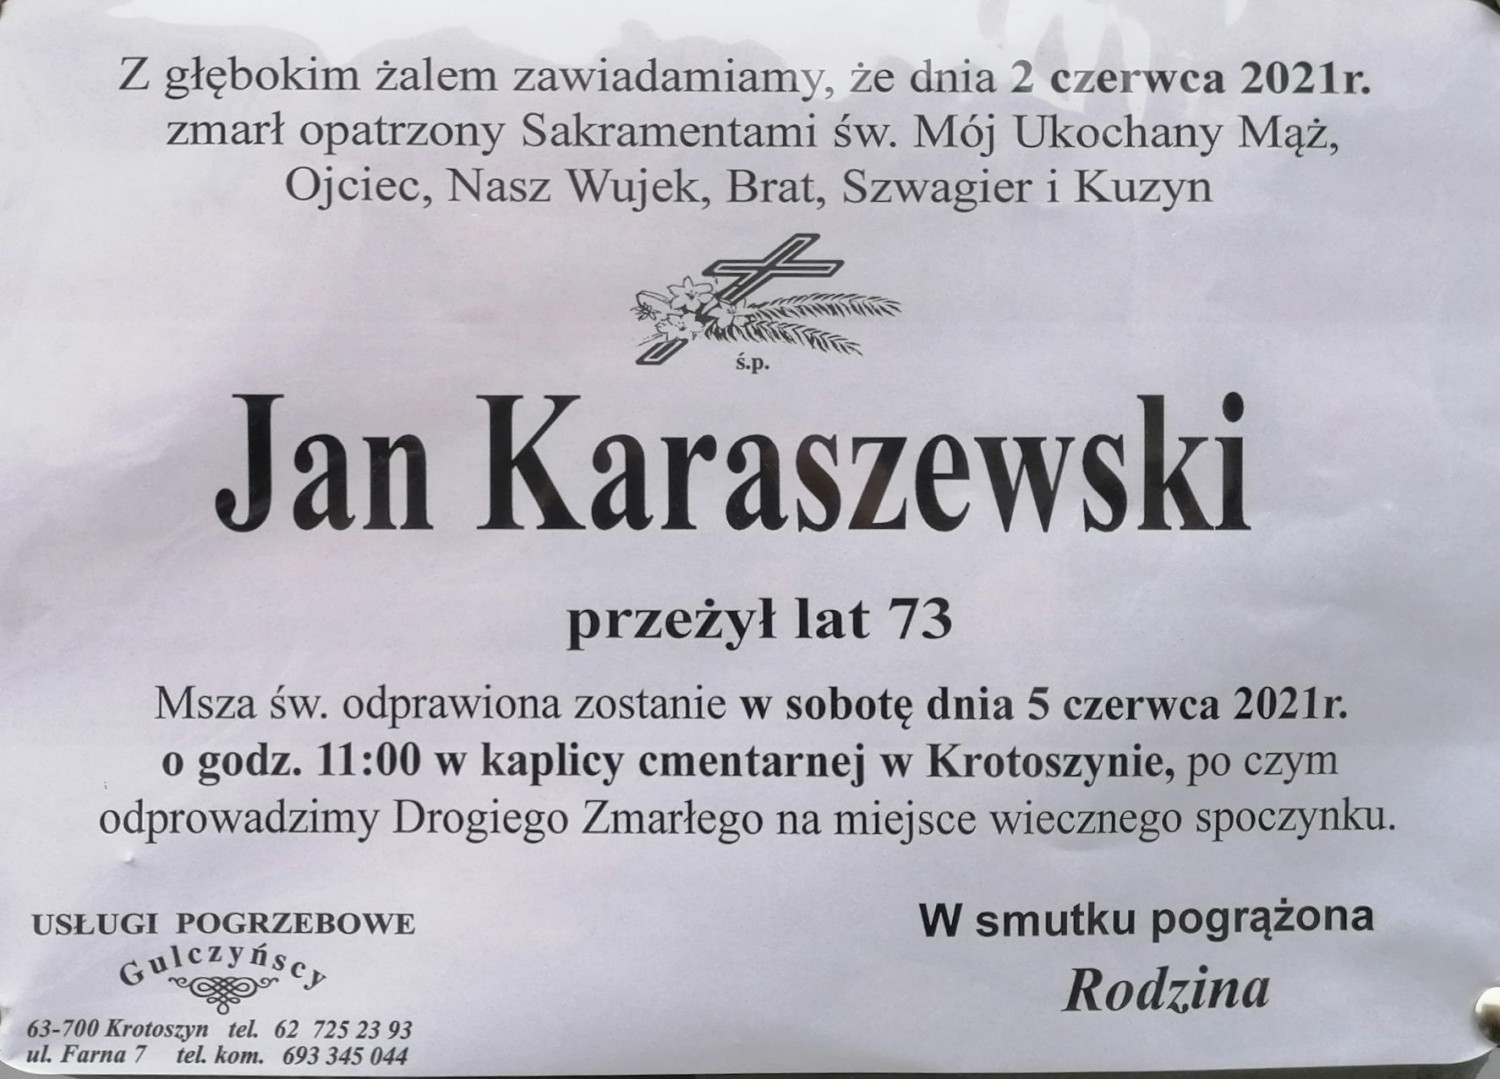 Z głębokim żalem zawiadamiamy, że dnia 2 czerwca 2021r.
zmarł opatrzony Sakramentami św. Mój Ukochany Mąż,
Ojciec, Nasz Wujek, Brat, Szwagier i Kuzyn
ś.p.
Jan Karaszewski
przeżył lat 73
Msza św. odprawiona zostanie w sobotę dnia 5 czerwca 2021r.
o godz. 11:00 w kaplicy cmentarnej w Krotoszynie, po czym
odprowadzimy Drogiego Zmarłego na miejsce wiecznego spoczynku.
W smutku pogrążona
Rodzina
USŁUGI POGRZEBOWE
Gulczyńscy
63-700 Krotoszyn tel. 62 725 23 93
ul. Farna 7 tel. kom. 693 345 044